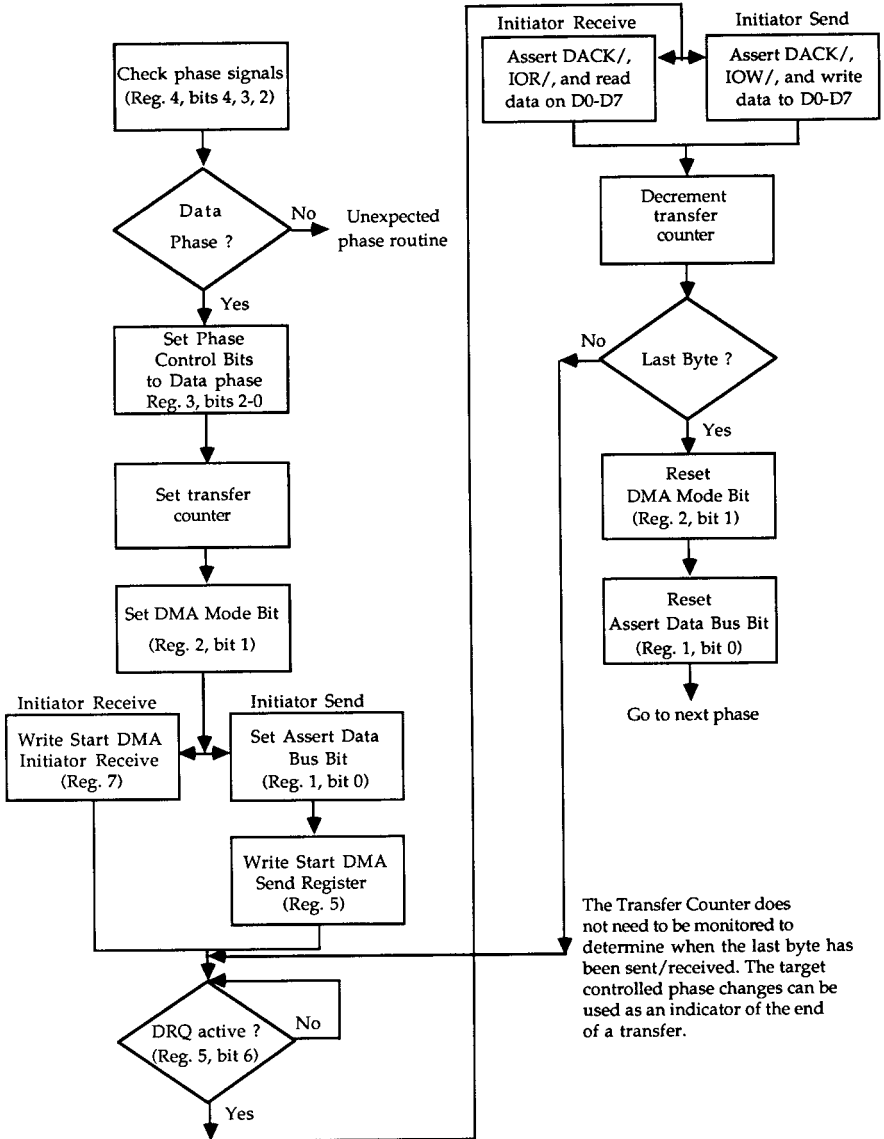 Check phase signals
(Reg. 4, bits 4, 3, 2)
Data
Phase ?
No
Unexpected
phase routine
Yes
Set Phase
Control Bits
to Data phase
Reg. 3, bits 2-0
Set transfer
counter
Set DMA Mode Bit
(Reg. 2, bit 1)
Initiator Receive
Write Start DMA
Initiator Receive
(Reg. 7)
Initiator Send
Set Assert Data
Bus Bit
(Reg. 1, bit 0)
Write Start DMA
Send Register
(Reg. 5)
DRQ active ?
(Reg. 5, bit 6)
No
Yes
Initiator Receive
Assert DACK/,
IOR/, and read
data on D0-D7
Initiator Send
Assert DACK/,
IOW/, and write
data to D0-D7
Decrement
transfer
counter
No
Last Byte ?
Yes
Reset
DMA Mode Bit
(Reg. 2, bit 1)
Reset
Assert Data Bus Bit
(Reg. 1, bit 0)
Go to next phase
The Transfer Counter does
not need to be monitored to
determine when the last byte has
been sent/received. The target
controlled phase changes can be
used as an indicator of the end
of a transfer.